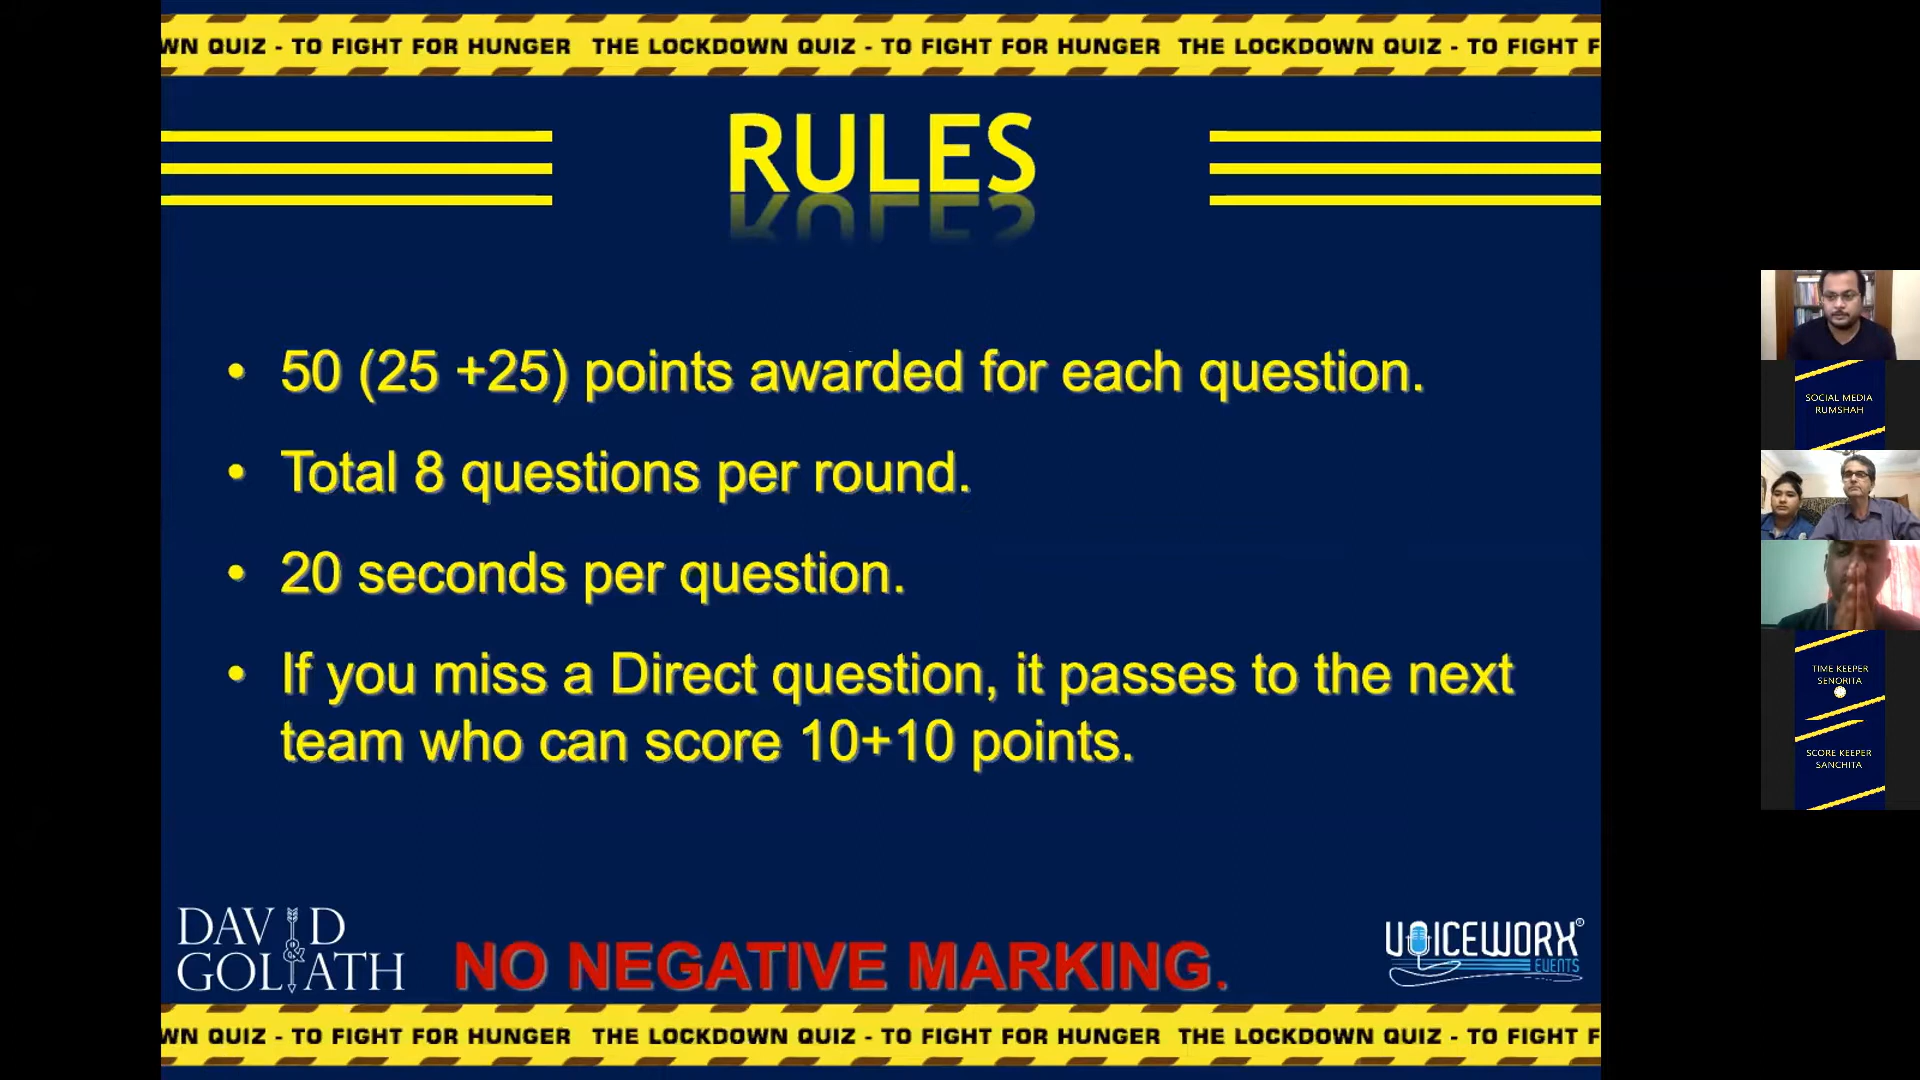 WN QUIZ - TO FIGHT FOR HUNGER THE LOCKDOWN QUIZ - TO FIGHT FOR HUNGER THE LOCKDOWN QUIZ - TO FIGHT F
RULES
• 50 (25 +25) points awarded for each question.
• Total 8 questions per round.
• 20 seconds per question.
• If you miss a Direct question, it passes to the next
team who can score 10+10 points.
SOCIAL MEDIA
RUMSHAH
TIME KEEPER
SENORITA
SCORE KEEPER
SANCHITA
DAVID
&
GOLIATH
NO NEGATIVE MARKING.
VOICEWORX
EVENTS
WN QUIZ - TO FIGHT FOR HUNGER THE LOCKDOWN QUIZ - TO FIGHT FOR HUNGER THE LOCKDOWN QUIZ - TO FIGHT F